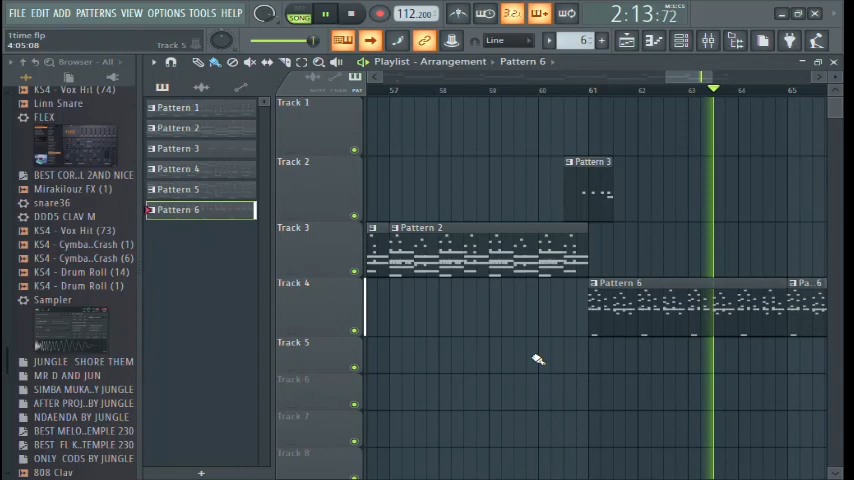 FILE EDIT ADD PATTERNS VIEW OPTIONS TOOLS HELP
SONG
112.200
3.2.
2:13:72
M:S:CS
1time.flp
4:05:08
Track 5
Line
6
Browser - All
Playlist - Arrangement
Pattern 6
KS4 - Vox Hit (74)
Linn Snare
FLEX
BEST COR..L 2AND NICE
Mirakilouz FX (1)
snare36
DDD5 CLAV M
KS4 - Vox Hit (73)
KS4 - Cymba..Crash (1)
KS4 - Cymba..Crash (6)
KS4 - Drum Roll (14)
KS4 - Drum Roll (1)
Sampler
JUNGLE SHORE THEM
MR D AND JUN
SIMBA MUKA..Y JUNGLE
AFTER PROJ..BY JUNGLE
NDAENDA BY JUNGLE
BEST MELO..EMPLE 230
BEST FL K..TEMPLE 230
ONLY CODS BY JUNGLE
808 Clav
Pattern 1
Pattern 2
Pattern 3
Pattern 4
Pattern 5
Pattern 6
NOTE CHAN PAT
57 58 59 60 61 62 63 64 65
Track 1
Track 2
Pattern 3
Track 3
Pattern 2
Track 4
Pattern 6
Pa...6
Track 5
Track 6
Track 7
Track 8